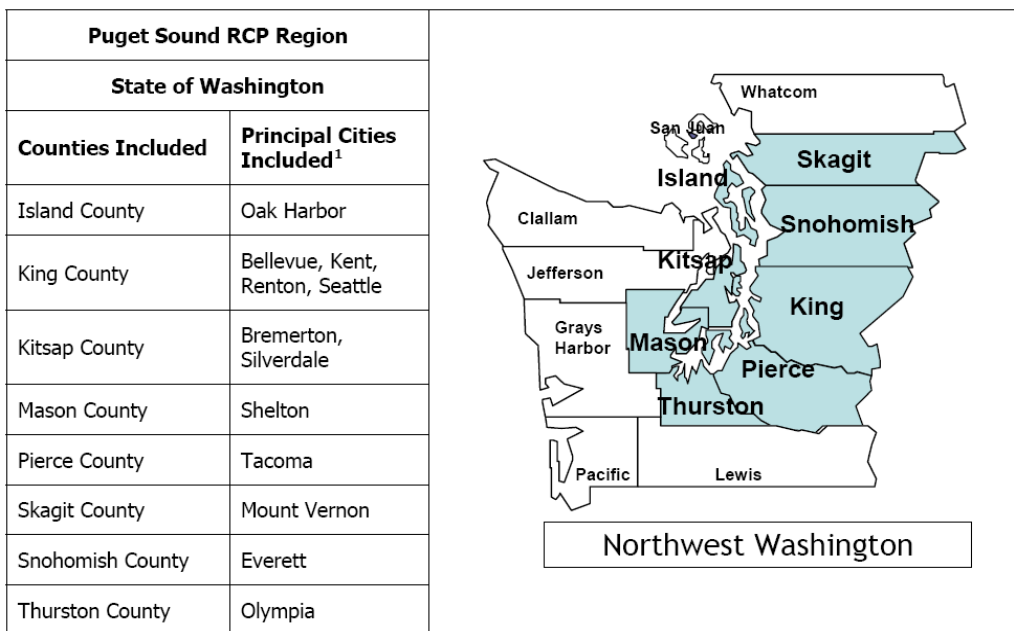 Puget Sound RCP Region
State of Washington
Counties Included
Principal Cities
Included1
Island County
Oak Harbor
King County
Bellevue, Kent,
Renton, Seattle
Kitsap County
Bremerton,
Silverdale
Mason County
Shelton
Pierce County
Tacoma
Skagit County
Mount Vernon
Snohomish County
Everett
Thurston County
Olympia
Whatcom
San Juan
Skagit
Island
Clallam
Snohomish
Kitsap
Jefferson
King
Grays
Harbor
Mason
Pierce
Thurston
Pacific
Lewis
Northwest Washington